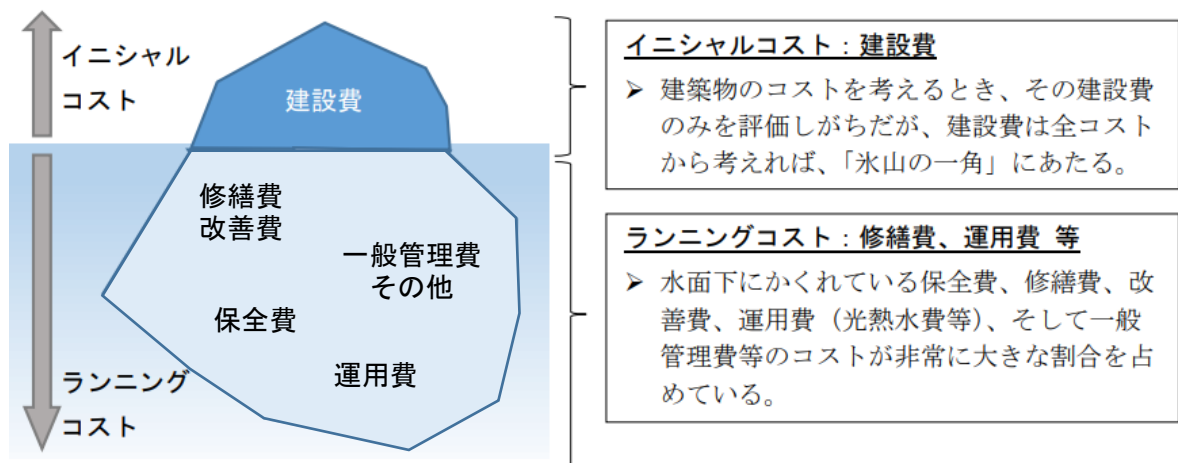 イニシャル
コスト
建設費
修繕費
改善費
一般管理費
その他
保全費
運用費
ランニング
コスト
イニシャルコスト：建設費
➢ 建築物のコストを考えるとき、その建設費
のみを評価しがちだが、建設費は全コスト
から考えれば、「氷山の一角」にあたる。
ランニングコスト：修繕費、運用費 等
➢ 水面下にかくれている保全費、修繕費、改
善費、運用費（光熱水費等）、そして一般
管理費等のコストが非常に大きな割合を占
めている。